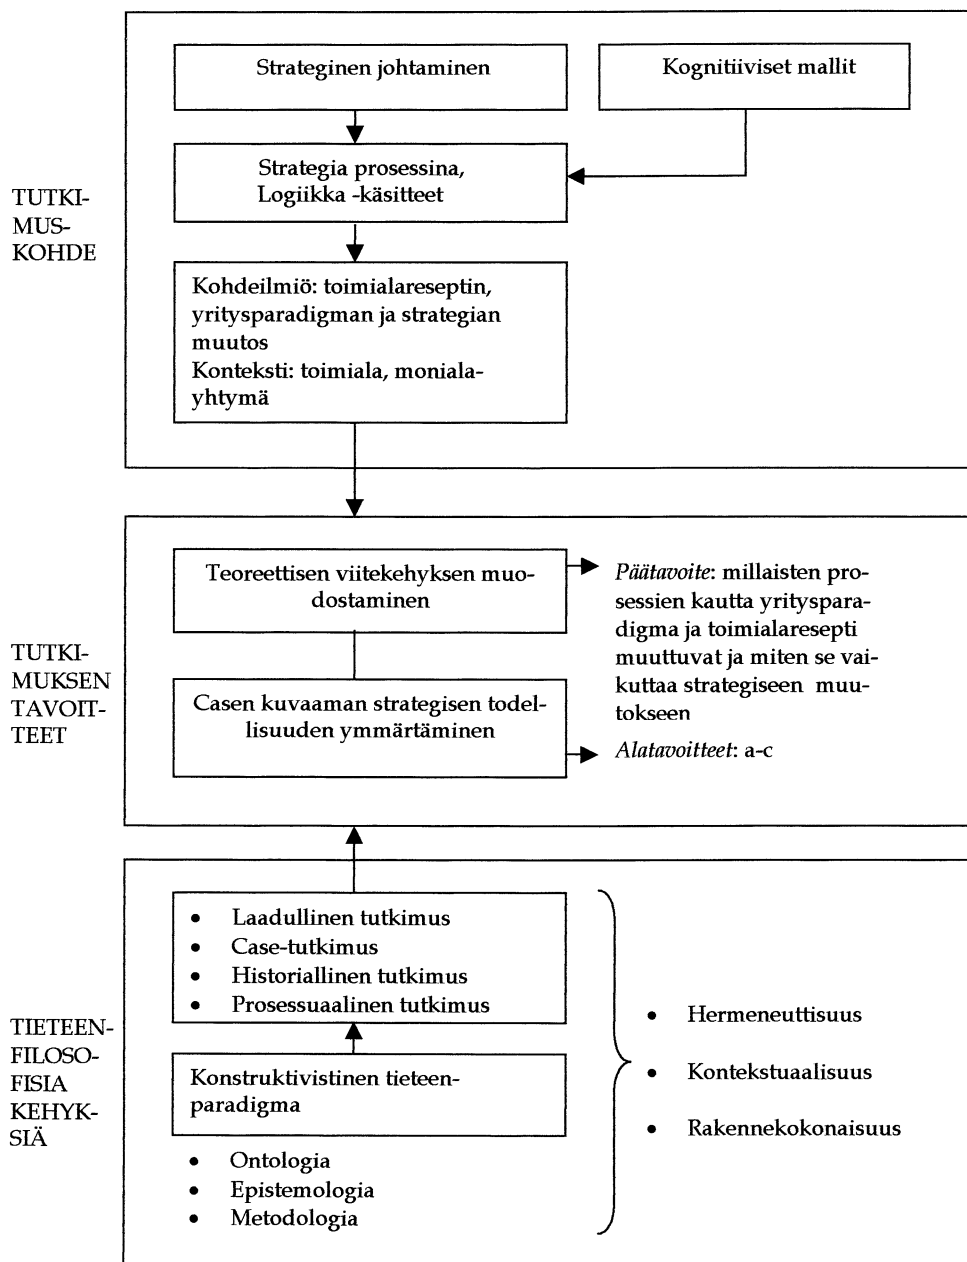 Strateginen johtaminen
Kognitiiviset mallit
Strategia prosessina,
Logiikka -käsitteet
TUTKI-
MUS-
KOHDE
Kohdeilmiö: toimialareseptin,
yritysparadigman ja strategian
muutos
Konteksti: toimiala, moniala-
yhtymä
TUTKI-
MUKSEN
TAVOIT-
TEET
Teoreettisen viitekehyksen muo-
dostaminen
Casen kuvaaman strategisen todel-
lisuuden ymmärtäminen
Päätavoite: millaisten pro-
sessien kautta yrityspara-
digma ja toimialaresepti
muuttuvat ja miten se vai-
kuttaa strategiseen muu-
tokseen
Alatavoitteet: a-c
TIETEEN-
FILOSO-
FISIA
KEHYK-
SIÄ
• Laadullinen tutkimus
• Case-tutkimus
• Historiallinen tutkimus
• Prosessuaalinen tutkimus
Konstruktivistinen tieteen-
paradigma
• Ontologia
• Epistemologia
• Metodologia
• Hermeneuttisuus
• Kontekstuaalisuus
• Rakennekokonaisuus